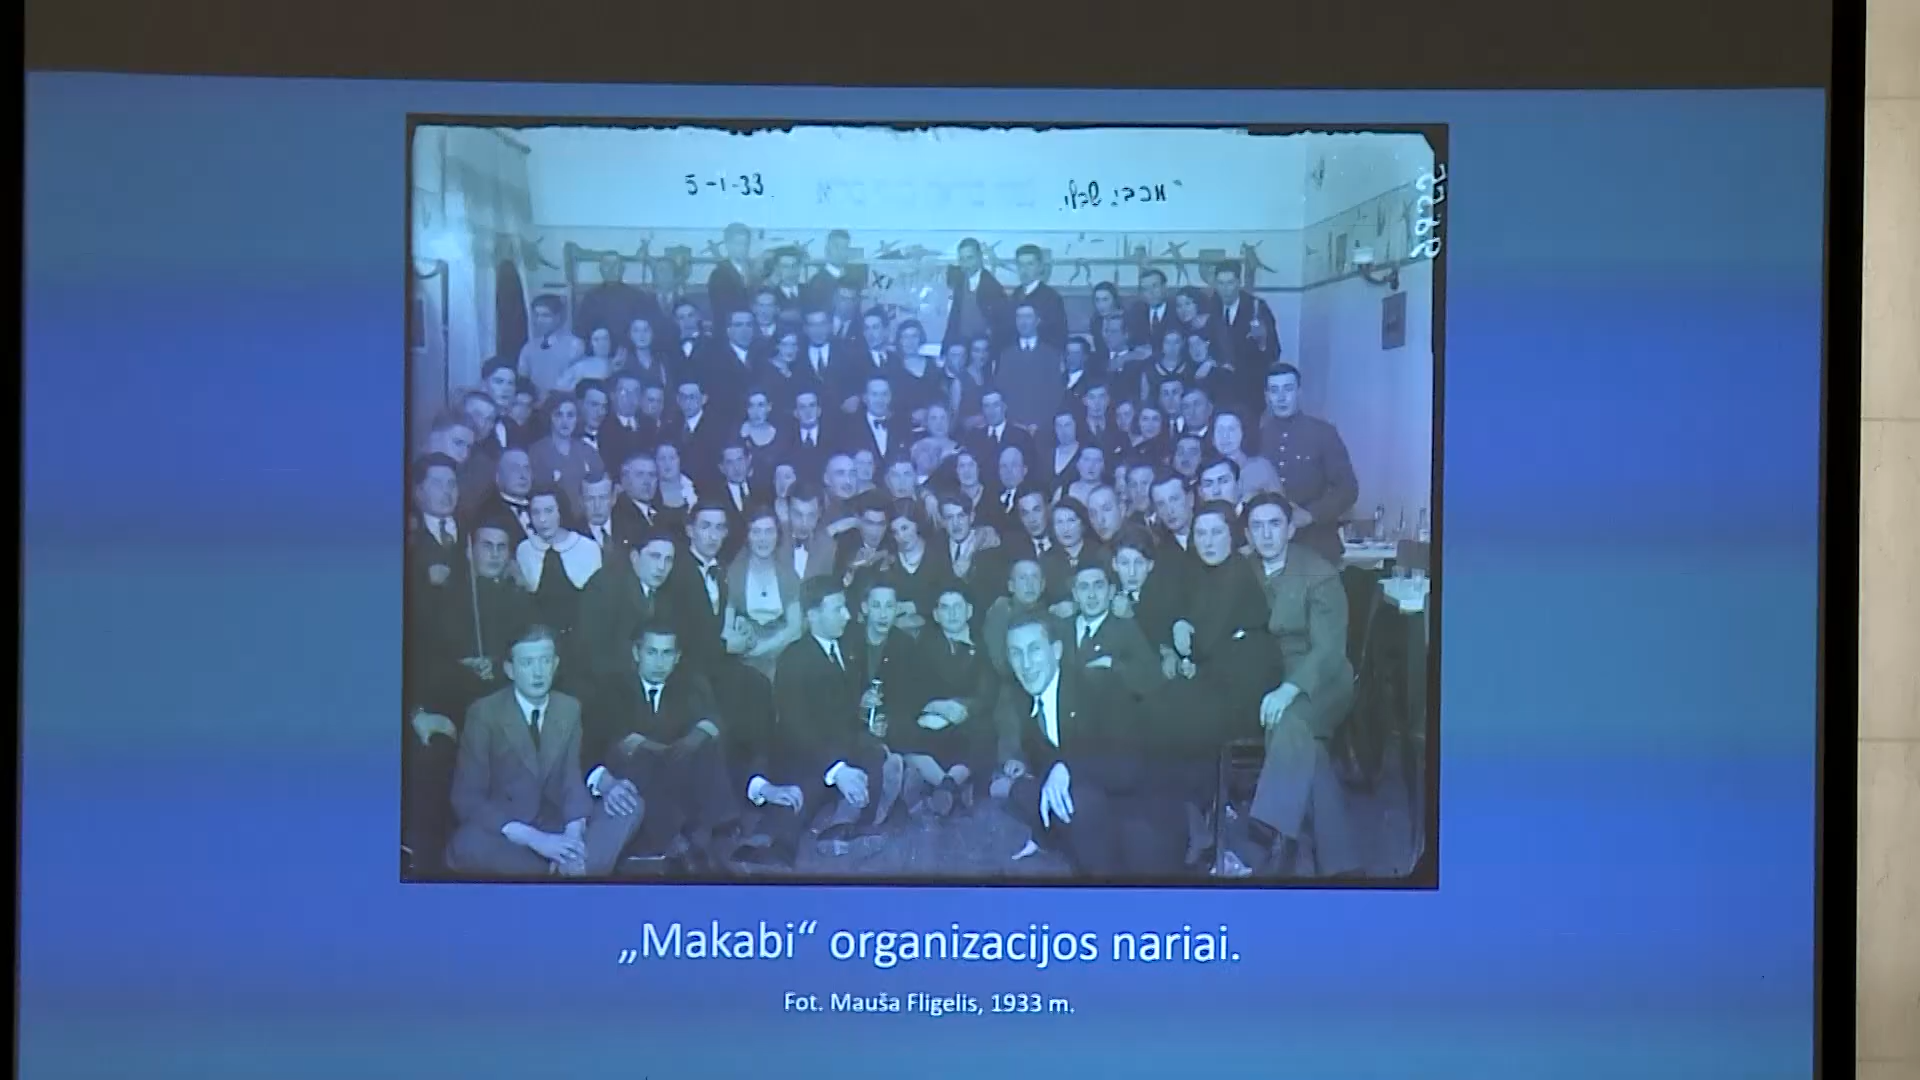 5-1-33
„Makabi“ organizacijos nariai.
Fot. Mauša Fligelis, 1933 m.